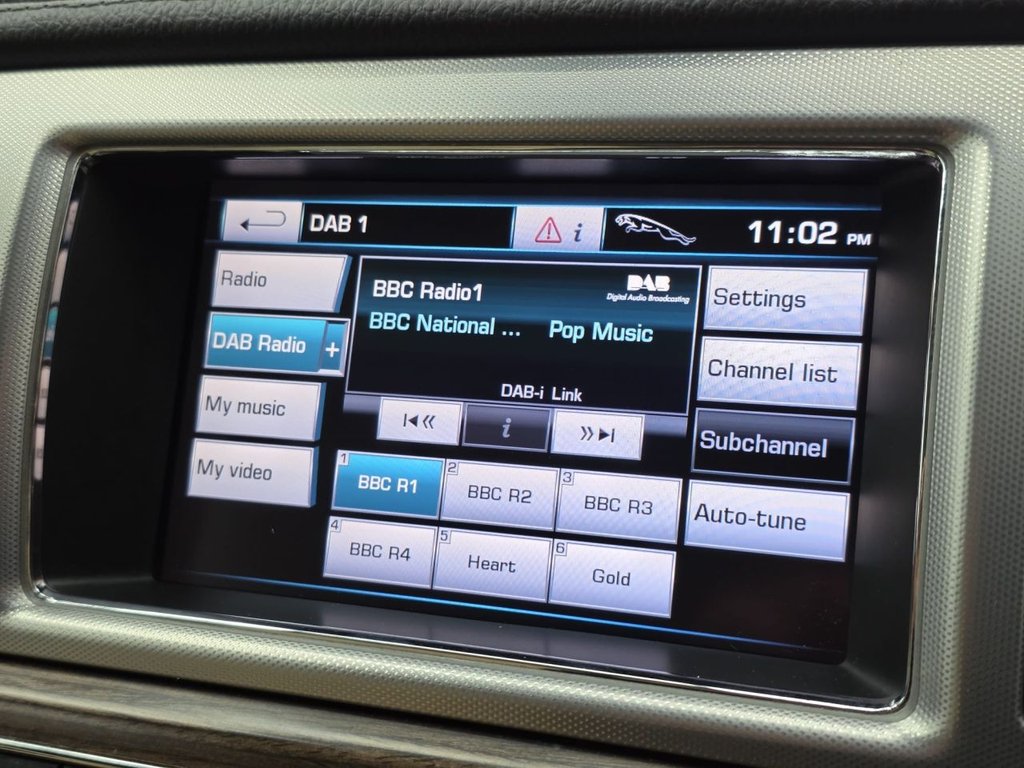 DAB 1
i
11:02 PM
Radio
DAB Radio +
My music
My video
BBC Radio1
DAB
Digital Audio Broadcasting
BBC National ... Pop Music
DAB-i Link
i
1 BBC R1
2 BBC R2
3 BBC R3
4 BBC R4
5 Heart
6 Gold
Settings
Channel list
Subchannel
Auto-tune